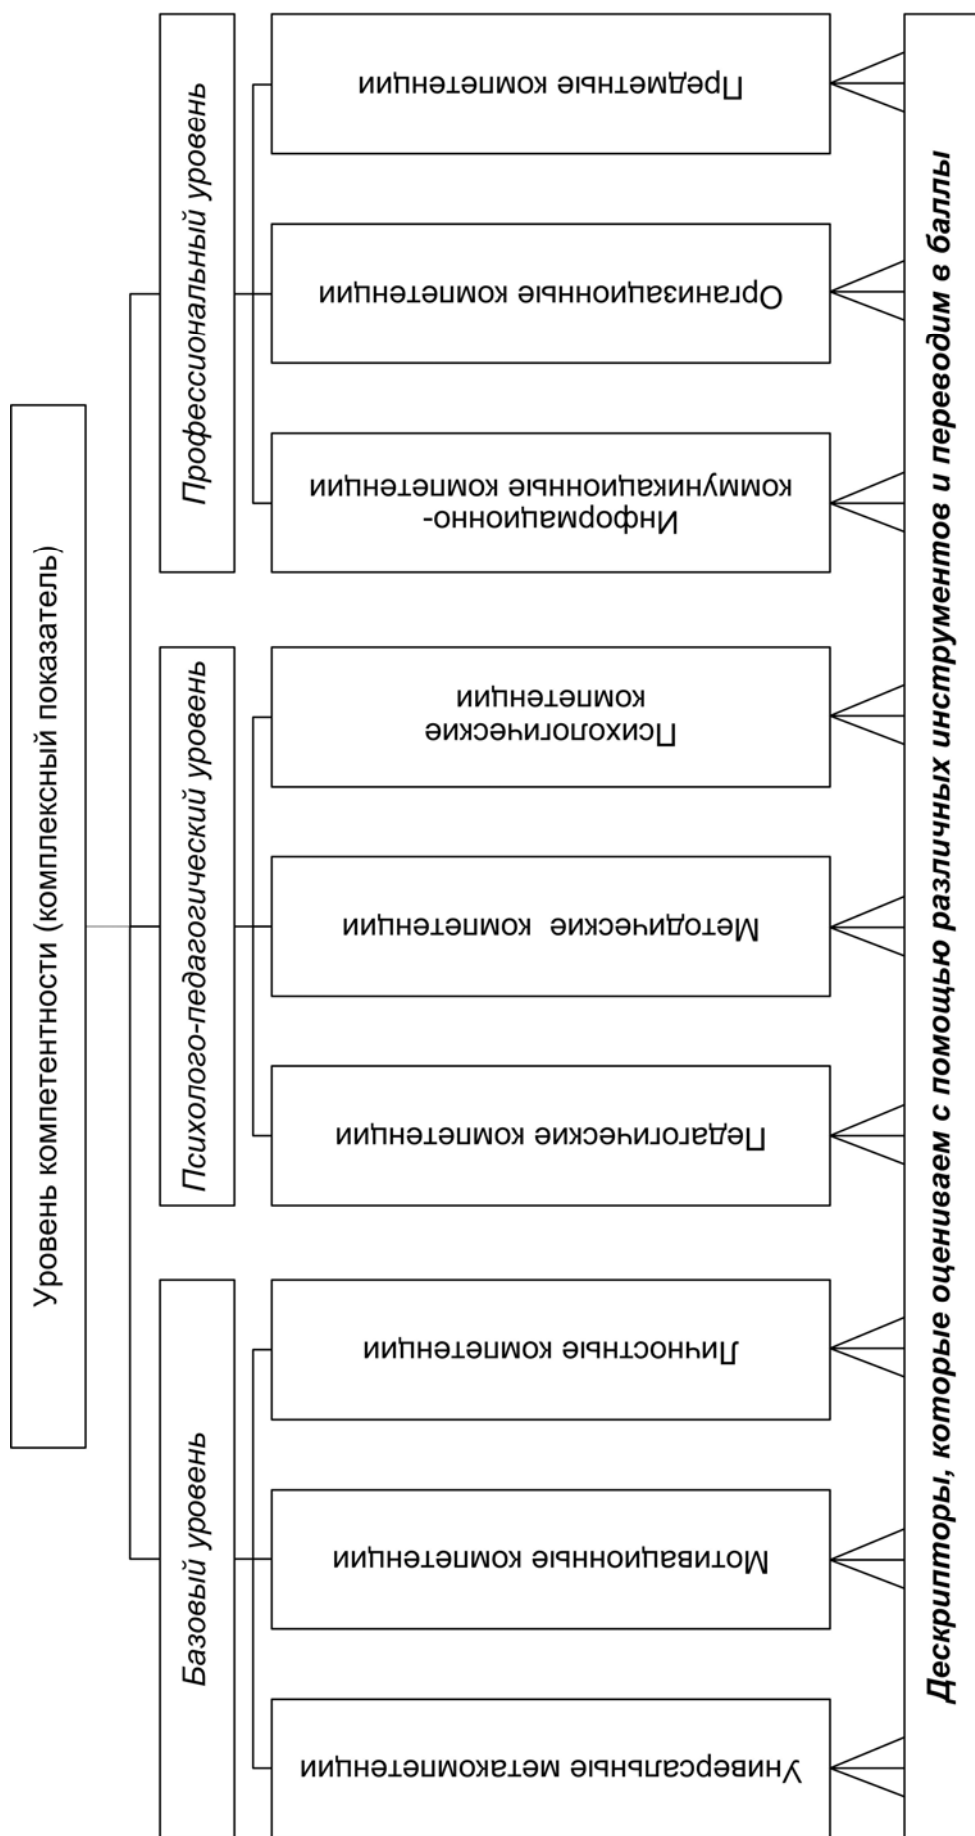 Уровень компетентности (комплексный показатель)
Базовый уровень
Психолого-педагогический уровень
Профессиональный уровень
Универсальные метакомпетенции
Мотивационные компетенции
Личностные компетенции
Педагогические компетенции
Методические компетенции
Психологические
компетенции
Информационно-
коммуникационные компетенции
Организационные компетенции
Предметные компетенции
Дескрипторы, которые оцениваем с помощью различных инструментов и переводим в баллы